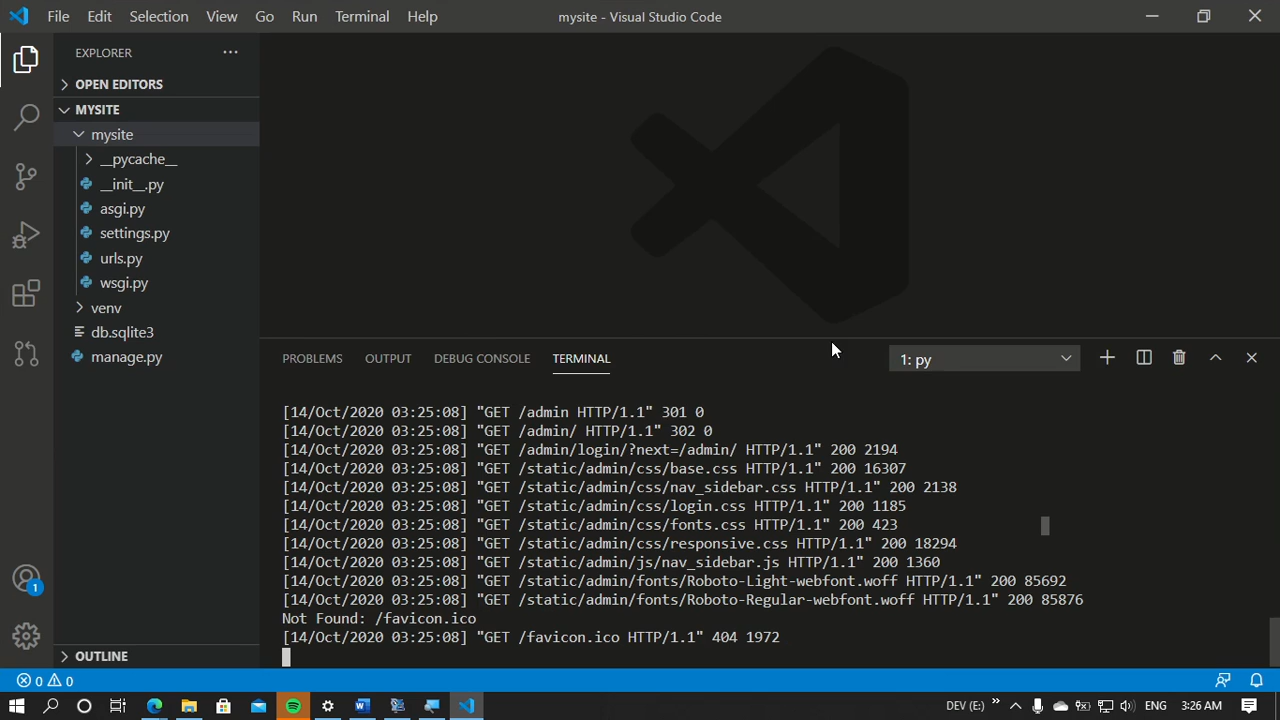 File Edit Selection View Go Run Terminal Help
mysite - Visual Studio Code
EXPLORER
OPEN EDITORS
MYSITE
mysite
__pycache__
__init__.py
asgi.py
settings.py
urls.py
wsgi.py
venv
db.sqlite3
manage.py
OUTLINE
PROBLEMS OUTPUT DEBUG CONSOLE TERMINAL
1: py
[14/Oct/2020 03:25:08] "GET /admin HTTP/1.1" 301 0
[14/Oct/2020 03:25:08] "GET /admin/ HTTP/1.1" 302 0
[14/Oct/2020 03:25:08] "GET /admin/login/?next=/admin/ HTTP/1.1" 200 2194
[14/Oct/2020 03:25:08] "GET /static/admin/css/base.css HTTP/1.1" 200 16307
[14/Oct/2020 03:25:08] "GET /static/admin/css/nav_sidebar.css HTTP/1.1" 200 2138
[14/Oct/2020 03:25:08] "GET /static/admin/css/login.css HTTP/1.1" 200 1185
[14/Oct/2020 03:25:08] "GET /static/admin/css/fonts.css HTTP/1.1" 200 423
[14/Oct/2020 03:25:08] "GET /static/admin/css/responsive.css HTTP/1.1" 200 18294
[14/Oct/2020 03:25:08] "GET /static/admin/js/nav_sidebar.js HTTP/1.1" 200 1360
[14/Oct/2020 03:25:08] "GET /static/admin/fonts/Roboto-Light-webfont.woff HTTP/1.1" 200 85692
[14/Oct/2020 03:25:08] "GET /static/admin/fonts/Roboto-Regular-webfont.woff HTTP/1.1" 200 85876
Not Found: /favicon.ico
[14/Oct/2020 03:25:08] "GET /favicon.ico HTTP/1.1" 404 1972
1
0 0
DEV (E:) ENG 3:26 AM